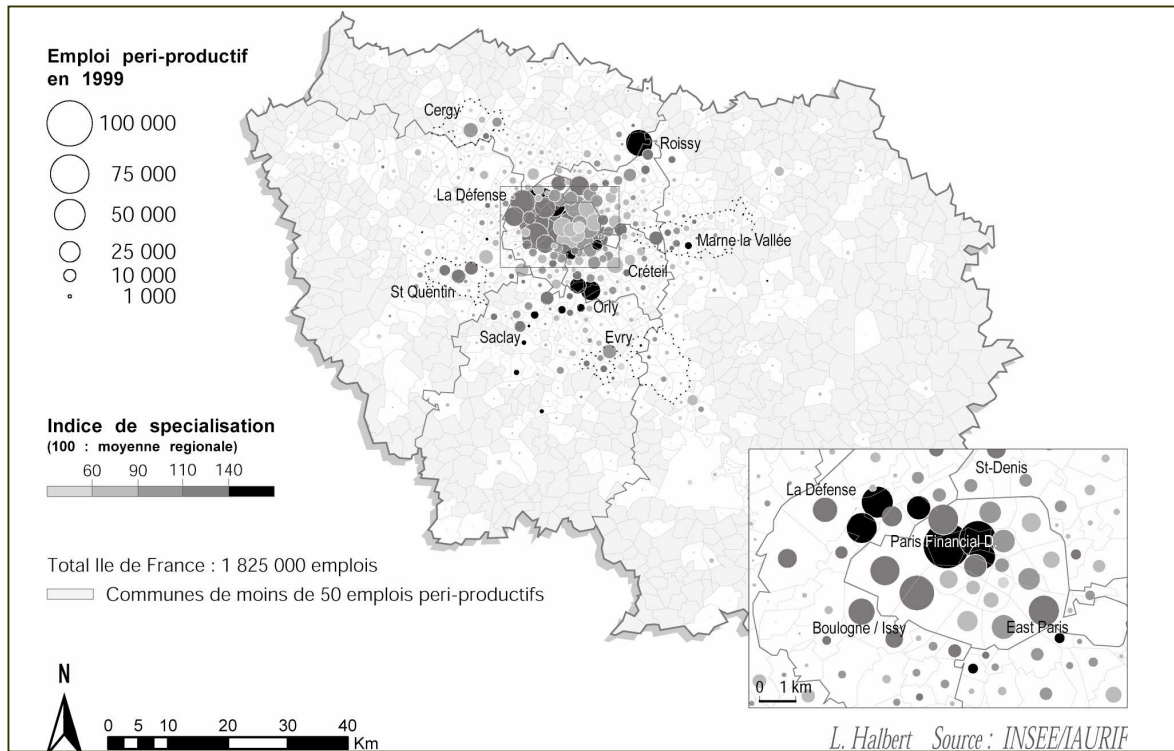 Emploi peri-productif
en 1999
100 000
75 000
50 000
25 000
10 000
1 000
Cergy
Roissy
La Défense
Marne la Vallée
Créteil
St Quentin
Orly
Saclay
Evry
Indice de specialisation
(100 : moyenne regionale)
60 90 110 140
Total Ile de France : 1 825 000 emplois
Communes de moins de 50 emplois peri-productifs
N
0 5 10 20 30 40
Km
St-Denis
La Défense
Paris Financial D.
Boulogne / Issy
East Paris
0 1 km
L. Halbert Source : INSEE/IAURIF